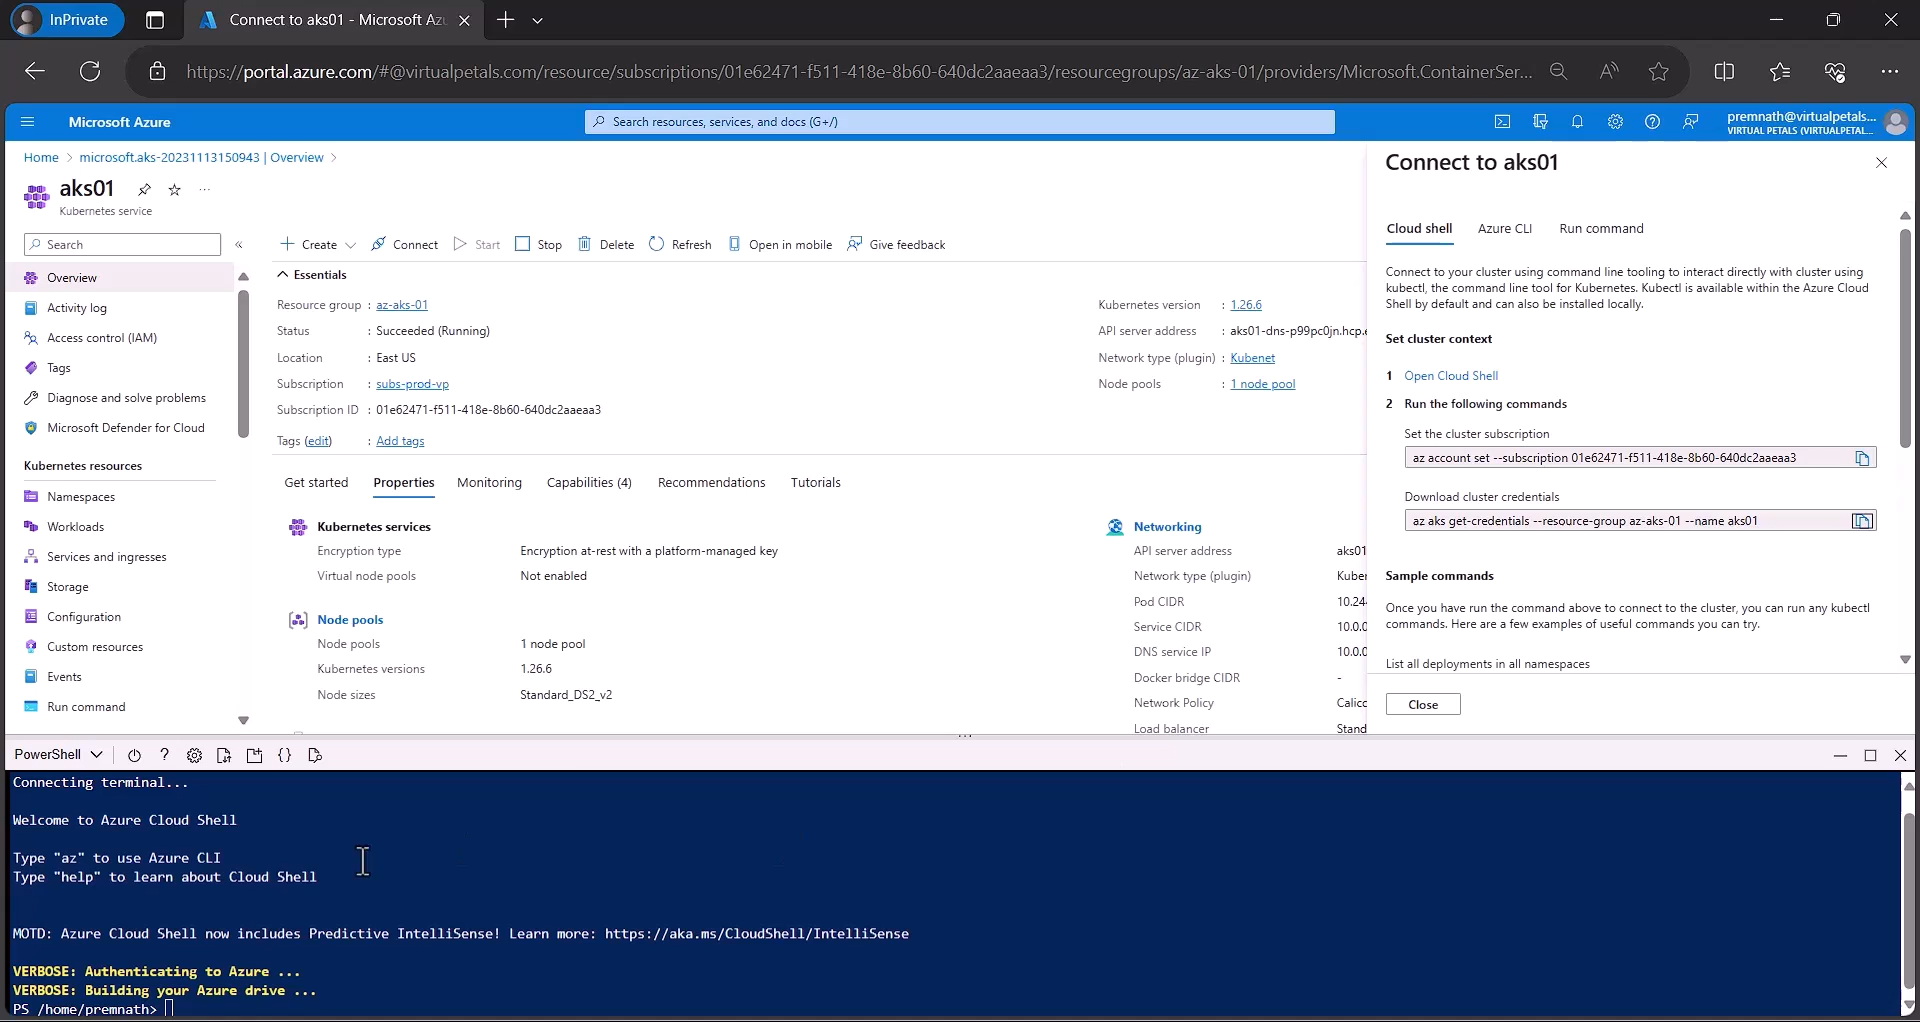 InPrivate
Connect to aks01 - Microsoft Azu
https://portal.azure.com/#@virtualpetals.com/resource/subscriptions/01e62471-f511-418e-8b60-640dc2aaeaa3/resourcegroups/az-aks-01/providers/Microsoft.ContainerSer...
Microsoft Azure
Search resources, services, and docs (G+/)
premnath@virtualpetals...
VIRTUAL PETALS (VIRTUALPETAL...
Home > microsoft.aks-20231113150943 | Overview >
aks01
Kubernetes service
Search
Overview
Activity log
Access control (IAM)
Tags
Diagnose and solve problems
Microsoft Defender for Cloud
Kubernetes resources
Namespaces
Workloads
Services and ingresses
Storage
Configuration
Custom resources
Events
Run command
Create Connect Start Stop Delete Refresh Open in mobile Give feedback
Essentials
Resource group : az-aks-01
Status : Succeeded (Running)
Location : East US
Subscription : subs-prod-vp
Subscription ID : 01e62471-f511-418e-8b60-640dc2aaeaa3
Tags (edit) : Add tags
Kubernetes version : 1.26.6
API server address : aks01-dns-p99pc0jn.hcp.e
Network type (plugin) : Kubenet
Node pools : 1 node pool
Get started Properties Monitoring Capabilities (4) Recommendations Tutorials
Kubernetes services
Encryption type Encryption at-rest with a platform-managed key
Virtual node pools Not enabled
Node pools
Node pools 1 node pool
Kubernetes versions 1.26.6
Node sizes Standard_DS2_v2
Networking
API server address aks01
Network type (plugin) Kuber
Pod CIDR 10.24
Service CIDR 10.0.0
DNS service IP 10.0.0
Docker bridge CIDR -
Network Policy Calico
Load balancer Stand
Connect to aks01
Cloud shell Azure CLI Run command
Connect to your cluster using command line tooling to interact directly with cluster using
kubectl, the command line tool for Kubernetes. Kubectl is available within the Azure Cloud
Shell by default and can also be installed locally.
Set cluster context
1 Open Cloud Shell
2 Run the following commands
Set the cluster subscription
az account set --subscription 01e62471-f511-418e-8b60-640dc2aaeaa3
Download cluster credentials
az aks get-credentials --resource-group az-aks-01 --name aks01
Sample commands
Once you have run the command above to connect to the cluster, you can run any kubectl
commands. Here are a few examples of useful commands you can try.
List all deployments in all namespaces
Close
PowerShell
Connecting terminal...
Welcome to Azure Cloud Shell
Type "az" to use Azure CLI
Type "help" to learn about Cloud Shell
MOTD: Azure Cloud Shell now includes Predictive IntelliSense! Learn more: https://aka.ms/CloudShell/IntelliSense
VERBOSE: Authenticating to Azure ...
VERBOSE: Building your Azure drive ...
PS /home/premnath>